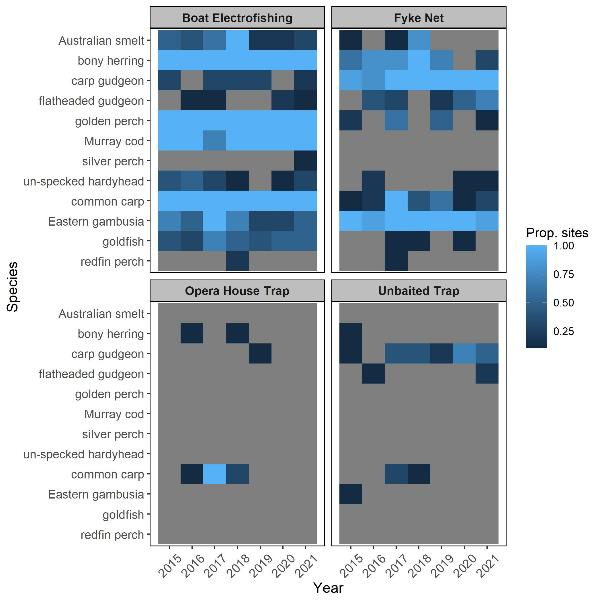 Boat Electrofishing Fyke Net
Australian smelt
bony herring
carp gudgeon
flatheaded gudgeon
golden perch
Murray cod
silver perch
un-specked hardyhead
common carp
Eastern gambusia
goldfish
redfin perch
Opera House Trap Unbaited Trap
Australian smelt
bony herring
carp gudgeon
flatheaded gudgeon
golden perch
Murray cod
silver perch
un-specked hardyhead
common carp
Eastern gambusia
goldfish
redfin perch
2015 2016 2017 2018 2019 2020 2021 2015 2016 2017 2018 2019 2020 2021
Year
Species
Prop. sites
1.00
0.75
0.50
0.25